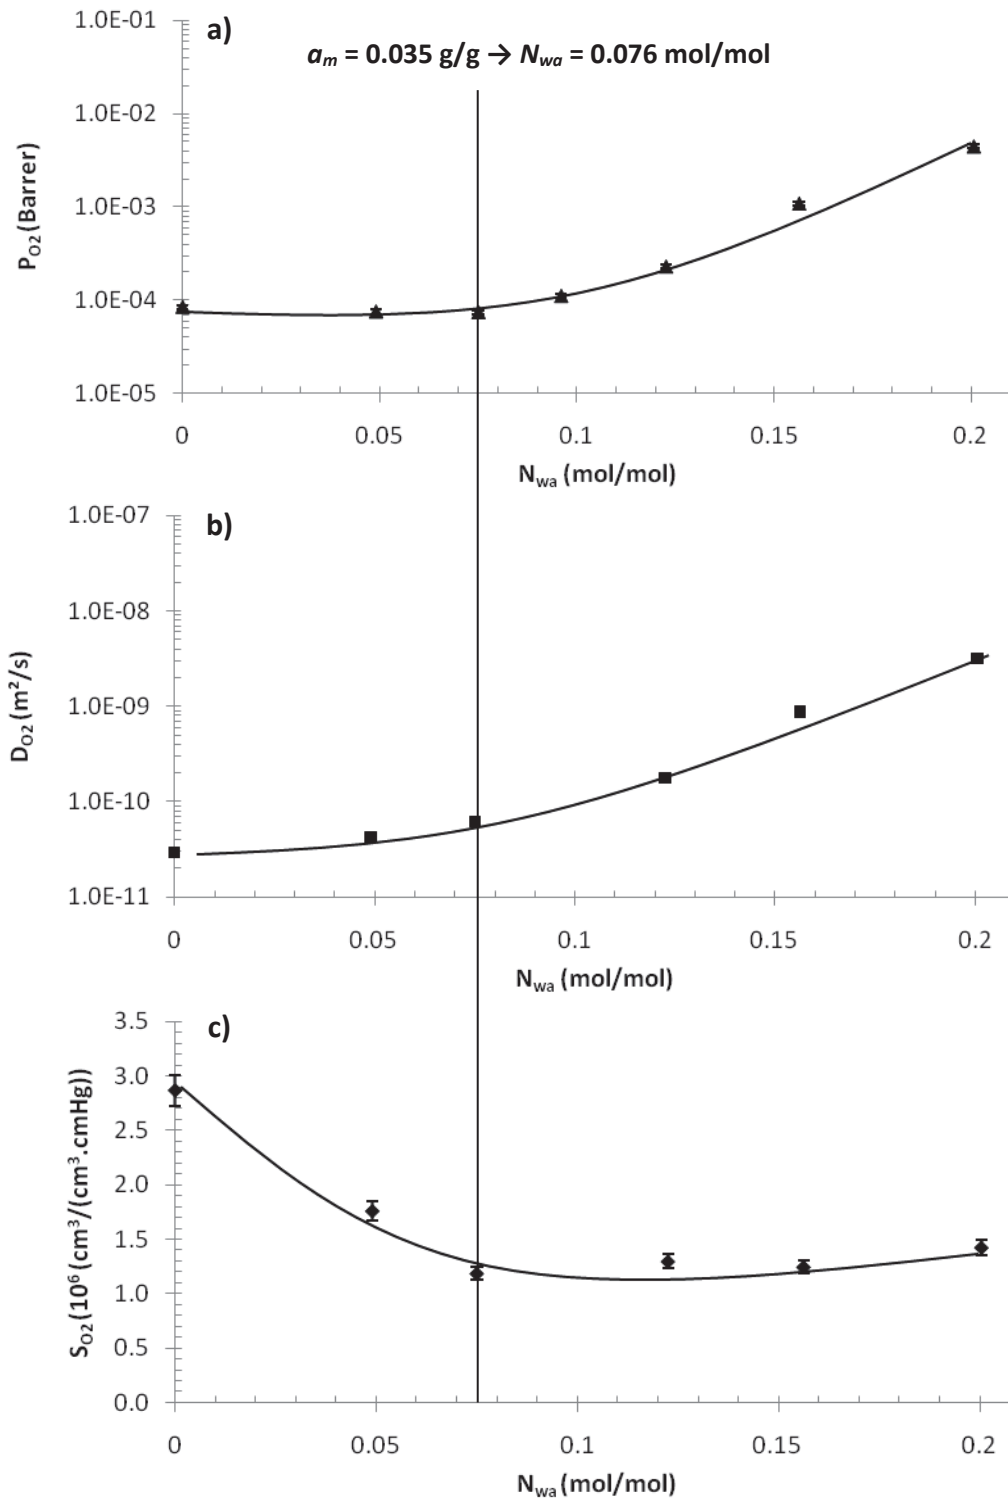 a)
a_m = 0.035 g/g → N_wa = 0.076 mol/mol
1.0E-01
1.0E-02
1.0E-03
1.0E-04
1.0E-05
P_O2 (Barrer)
0 0.05 0.1 0.15 0.2
N_wa (mol/mol)
b)
1.0E-07
1.0E-08
1.0E-09
1.0E-10
1.0E-11
D_O2 (m²/s)
0 0.05 0.1 0.15 0.2
N_wa (mol/mol)
c)
3.5
3.0
2.5
2.0
1.5
1.0
0.5
0.0
S_O2 (10⁶ (cm³/(cm³.cmHg))
0 0.05 0.1 0.15 0.2
N_wa (mol/mol)